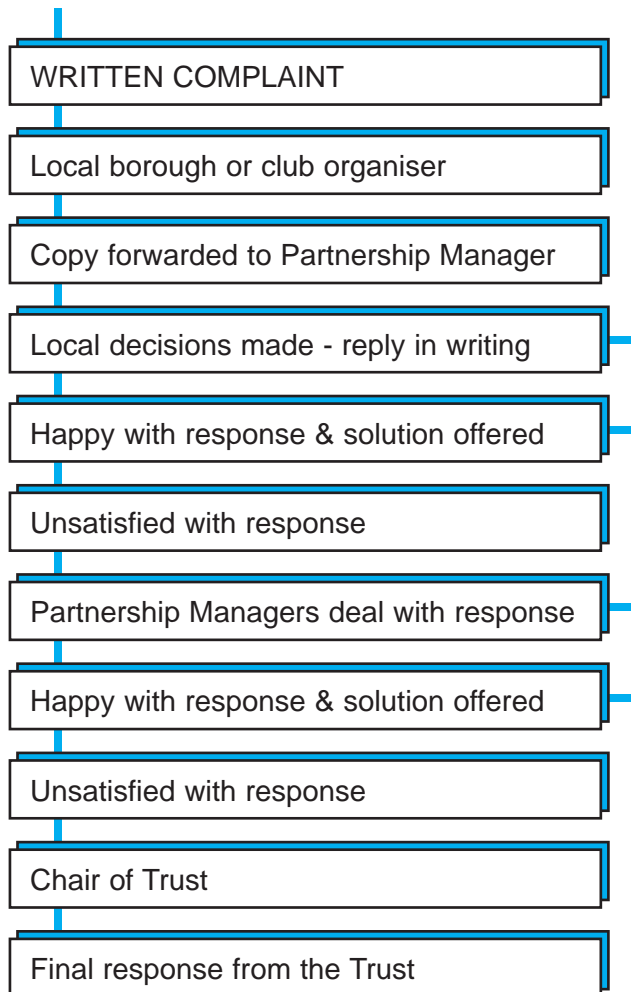 WRITTEN COMPLAINT
Local borough or club organiser
Copy forwarded to Partnership Manager
Local decisions made - reply in writing
Happy with response & solution offered
Unsatisfied with response
Partnership Managers deal with response
Happy with response & solution offered
Unsatisfied with response
Chair of Trust
Final response from the Trust